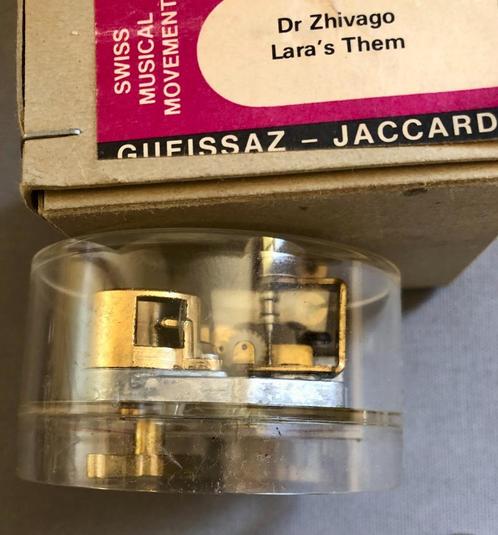 SWISS
MUSICAL
MOVEMENT
Dr Zhivago
Lara's Them
GUEISSAZ – JACCARD